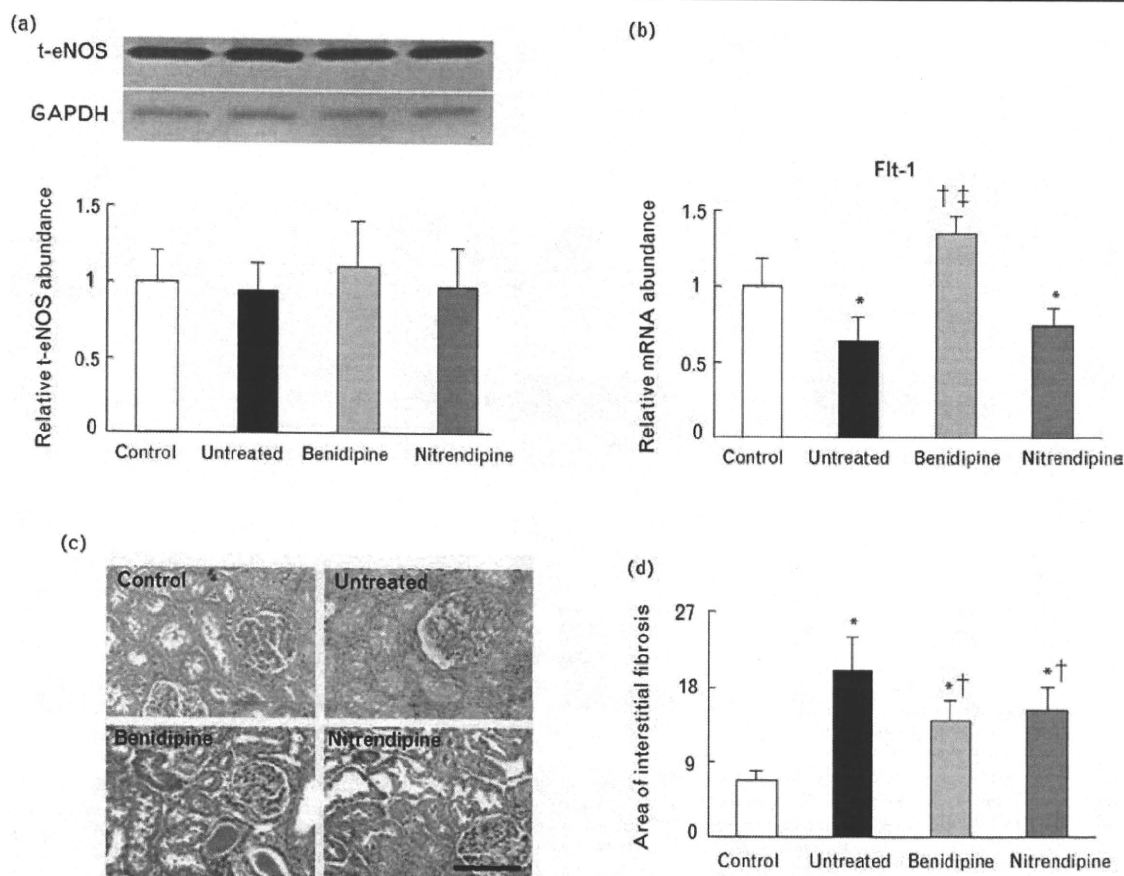 (a)
t-eNOS
GAPDH
Relative t-eNOS abundance
1.5
1
0.5
0
Control Untreated Benidipine Nitrendipine
(b)
Flt-1
Relative mRNA abundance
1.5
1.0
0.5
0
* † ‡ *
Control Untreated Benidipine Nitrendipine
(c)
Control Untreated
Benidipine Nitrendipine
(d)
Area of interstitial fibrosis
27
18
9
0
* *† *†
Control Untreated Benidipine Nitrendipine